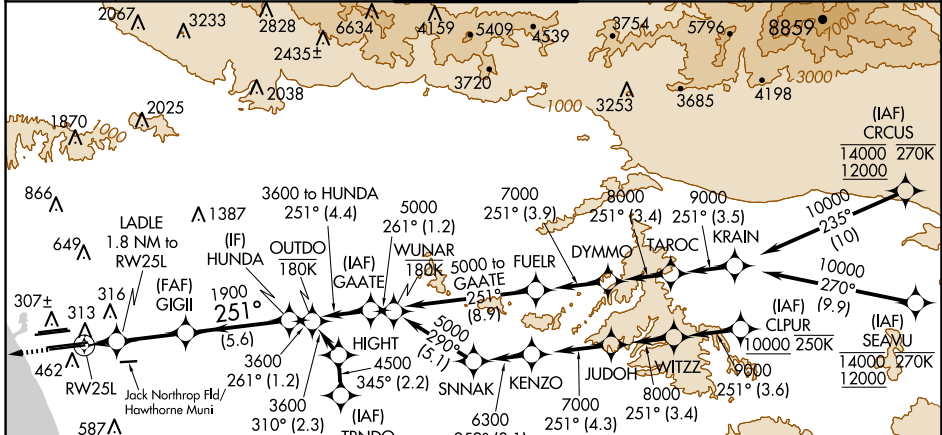 2067
3233
2828
6634
4159
5409
4539
3754
5796
8859
7000
2435±
3720
3000
2038
1000
3253
3685
4198
2025
1870
1000
(IAF)
CRCUS
14000 270K
12000
866
3600 to HUNDA
251° (4.4)
7000
251° (3.9)
8000
251° (3.4)
9000
251° (3.5)
10000
235°
(10)
LADLE
1.8 NM to
RW25L
1387
5000
261° (1.2)
649
(IF)
HUNDA
OUTDO
180K
(IAF)
GAATE
WUNAR
180K
5000 to
GAATE
251°
(8.9)
FUELR
DYMMO
TAROC
KRAIN
(FAF)
GIGII
1900
251°
(5.6)
10000
270°
(9.9)
307±
313
316
462
RW25L
Jack Northrop Fld/
Hawthorne Muni
587
3600
261° (1.2)
3600
310° (2.3)
HIGHT
4500
345° (2.2)
(IAF)
5000
290°
(5.1)
SNNAK
KENZO
JUDOH
WITZZ
(IAF)
CLPUR
10000 250K
(IAF)
SEAVU
14000 270K
12000
6300
7000
251° (4.3)
8000
251° (3.4)
9000
251° (3.6)